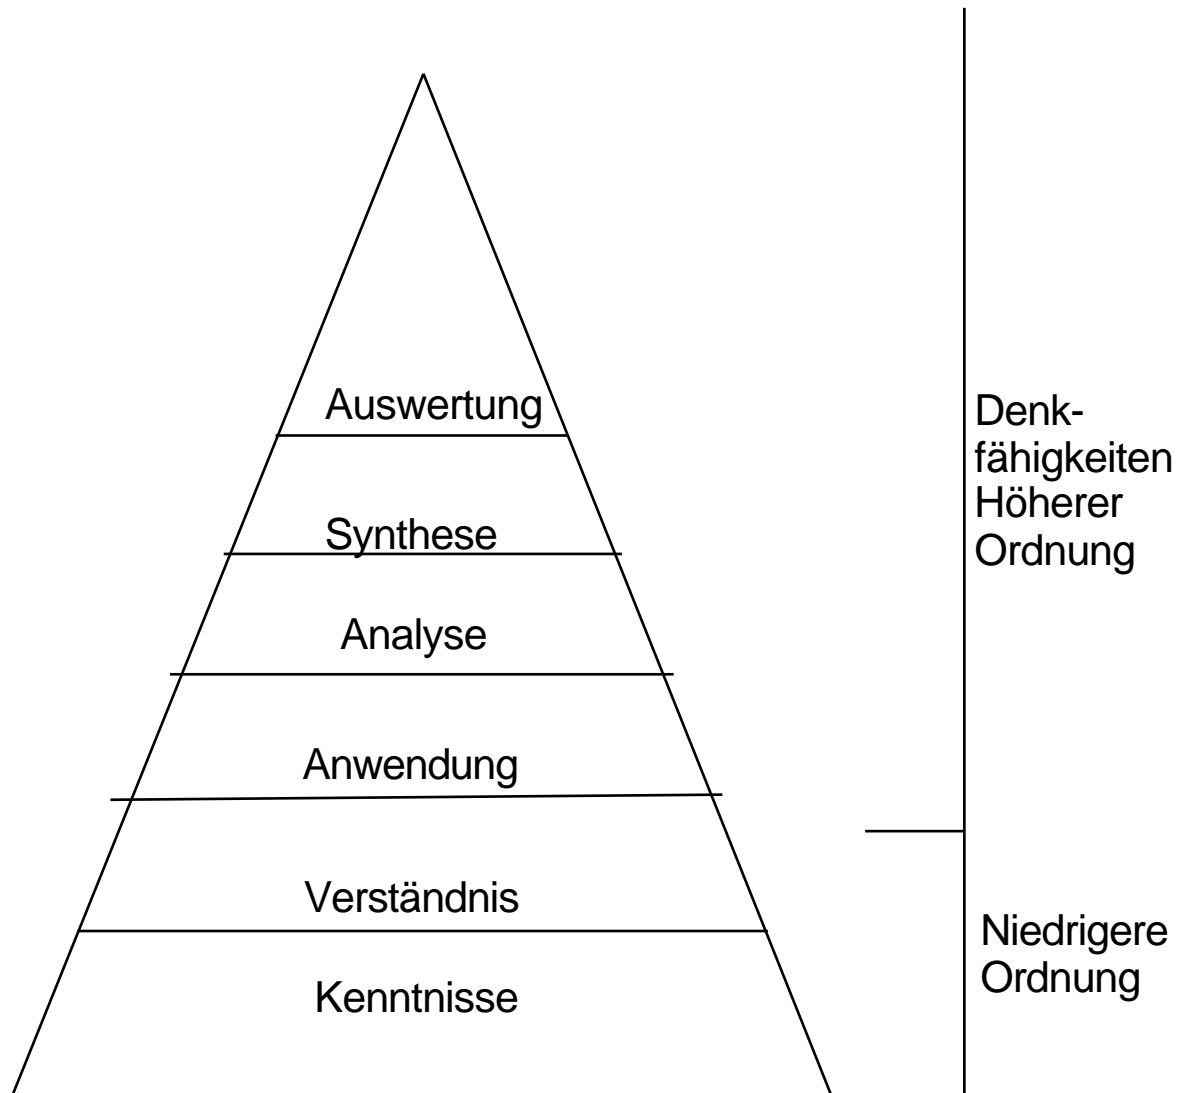 Auswertung
Synthese
Analyse
Anwendung
Verständnis
Kenntnisse
Denk-
fähigkeiten
Höherer
Ordnung
Niedrigere
Ordnung